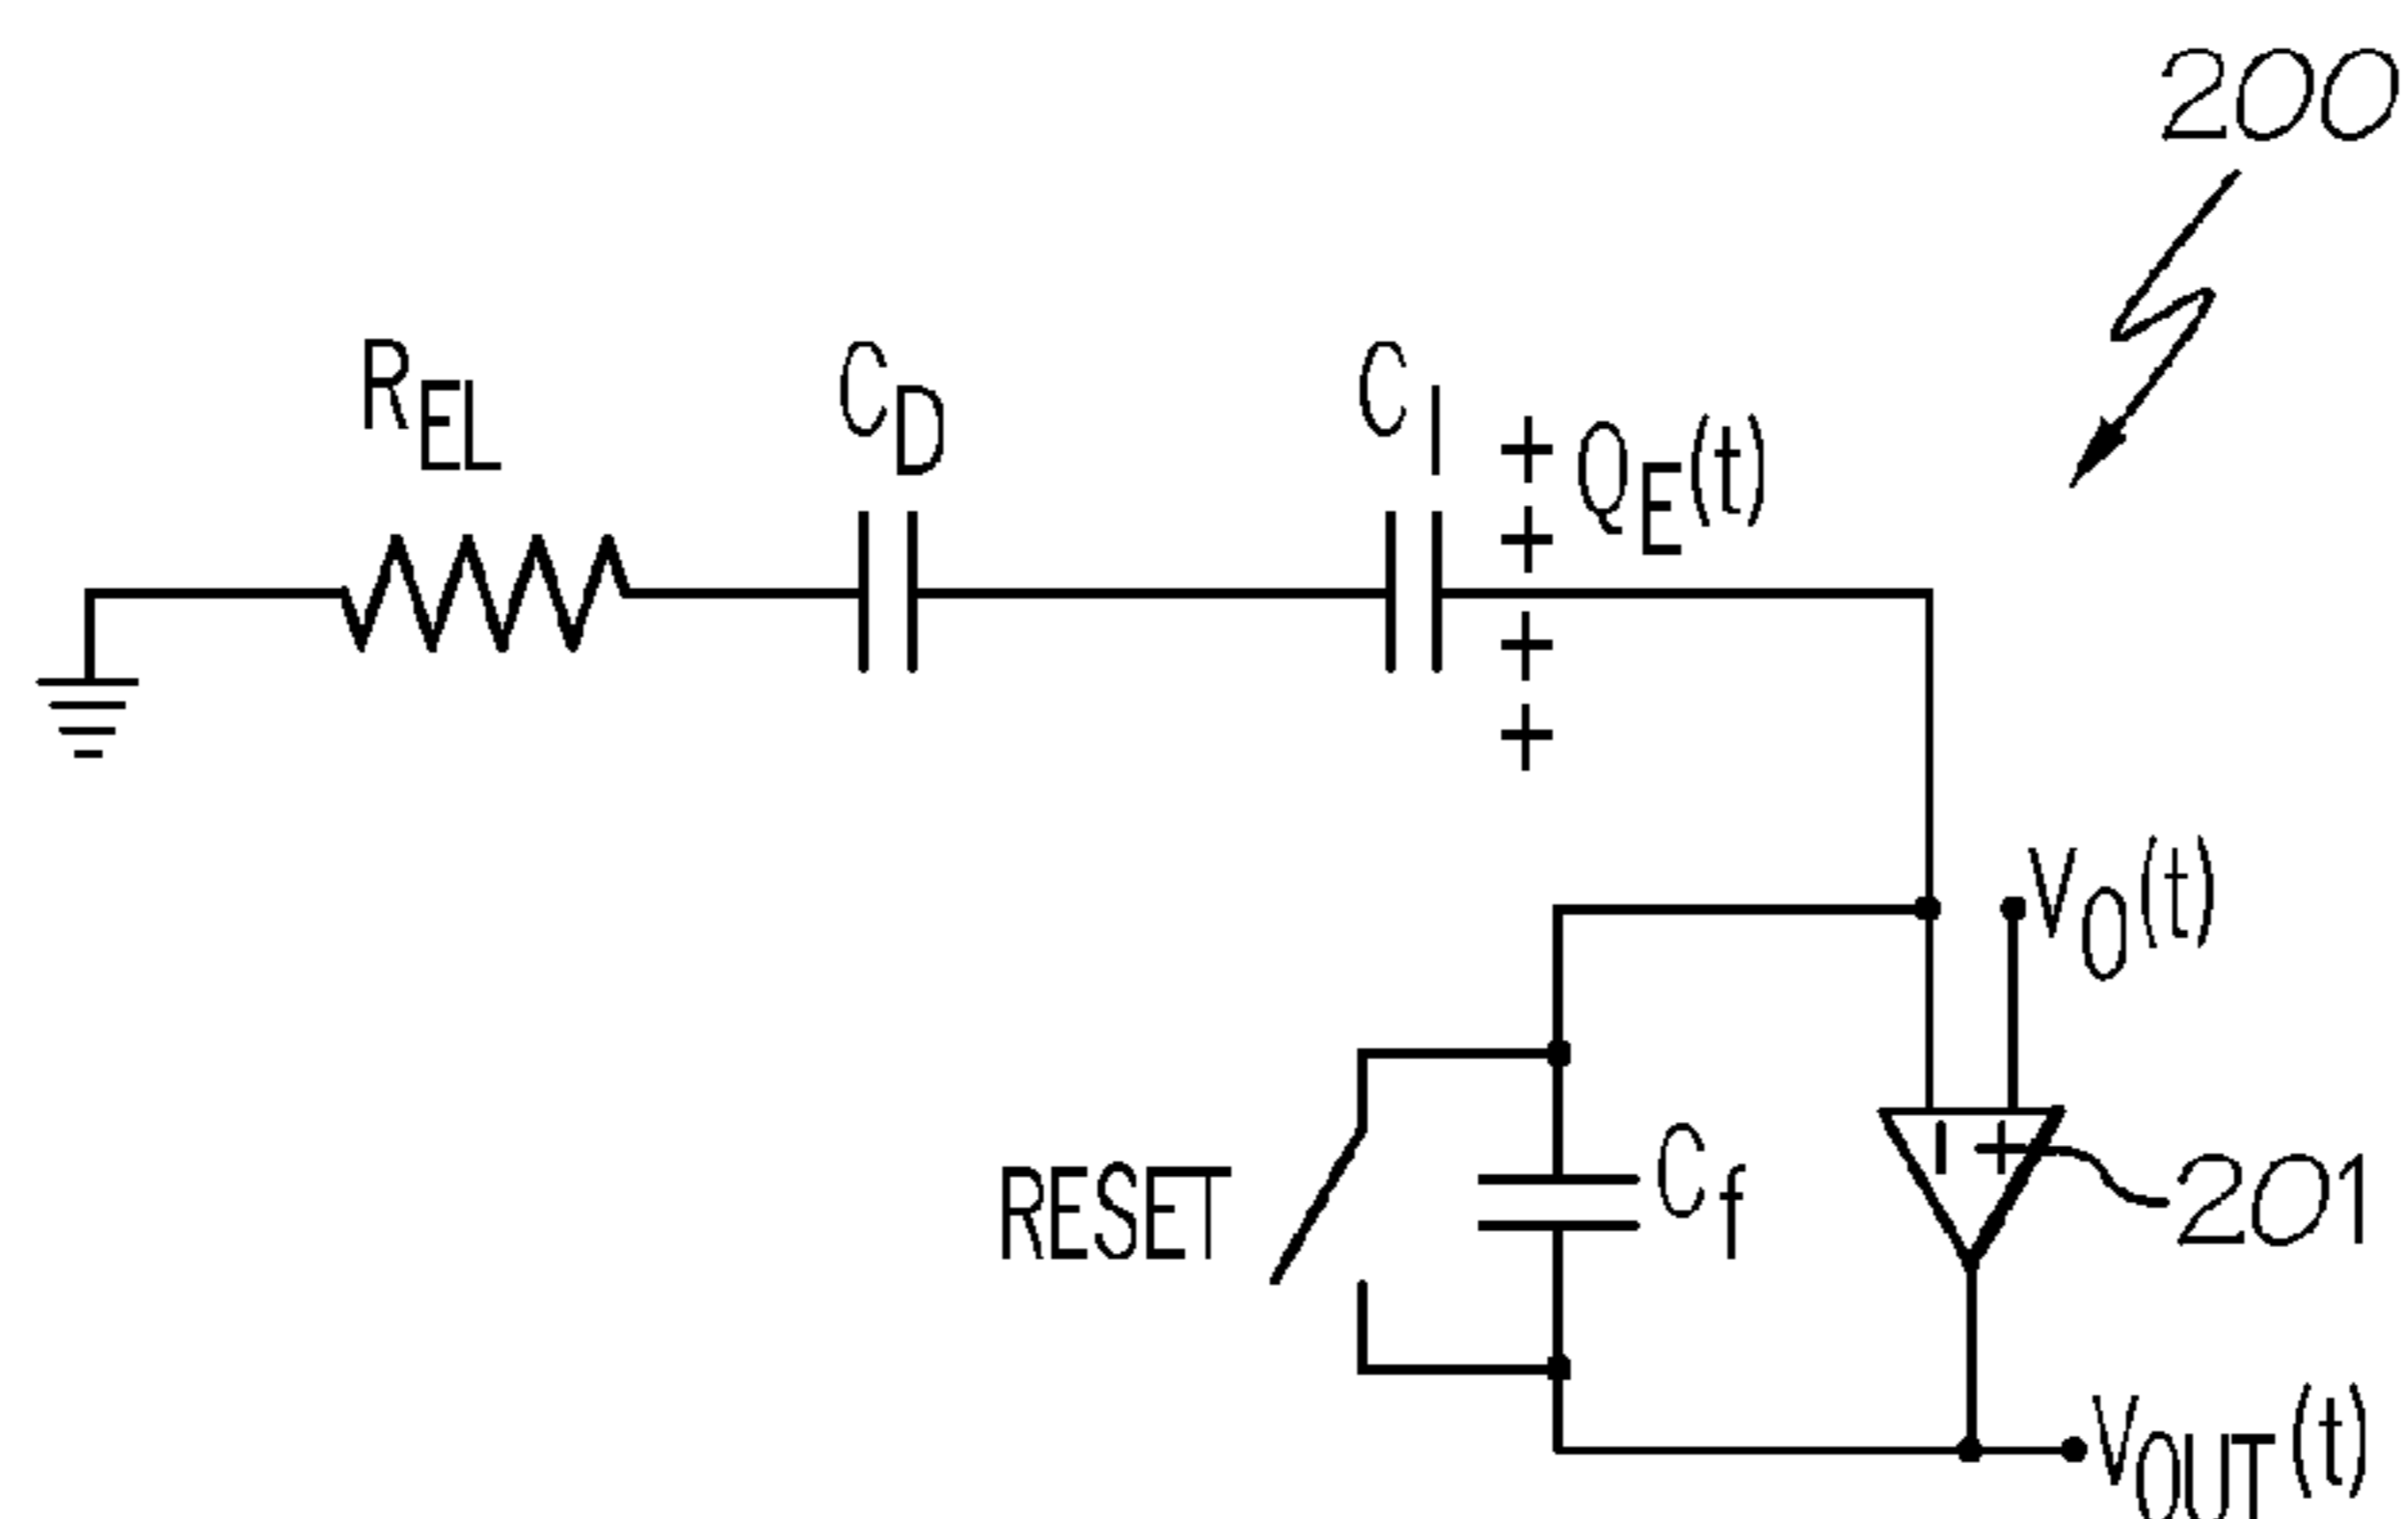 200
R_EL
C_D
C_I
+ Q_E(t)
+
+
+
V_O(t)
RESET
C_f
− +
201
V_OUT(t)